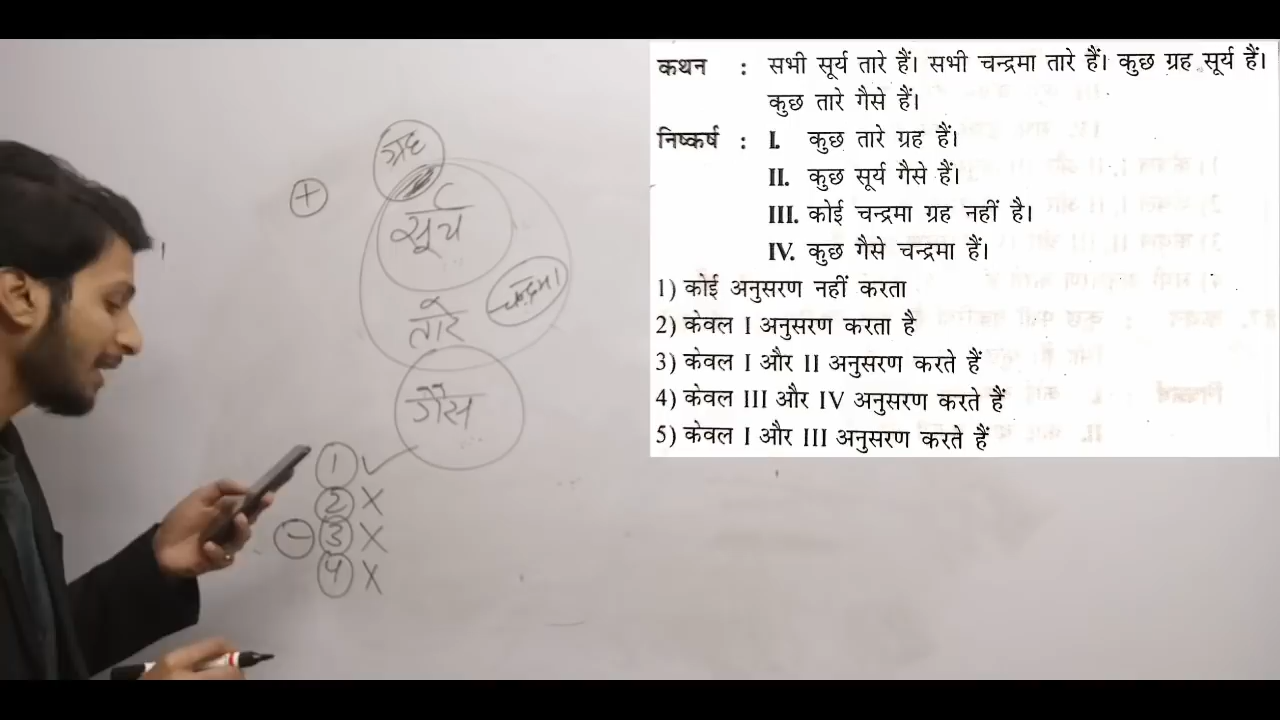 कथन : सभी सूर्य तारे हैं। सभी चन्द्रमा तारे हैं। कुछ ग्रह सूर्य हैं।
कुछ तारे गैसे हैं।
निष्कर्ष : I. कुछ तारे ग्रह हैं।
II. कुछ सूर्य गैसे हैं।
III. कोई चन्द्रमा ग्रह नहीं है।
IV. कुछ गैसे चन्द्रमा हैं।
1) कोई अनुसरण नहीं करता
2) केवल I अनुसरण करता है
3) केवल I और II अनुसरण करते हैं
4) केवल III और IV अनुसरण करते हैं
5) केवल I और III अनुसरण करते हैं
ग्रह
+
सूर्य
चन्द्रमा
तारे
गैस
1 ✓
2 X
- 3 X
4 X